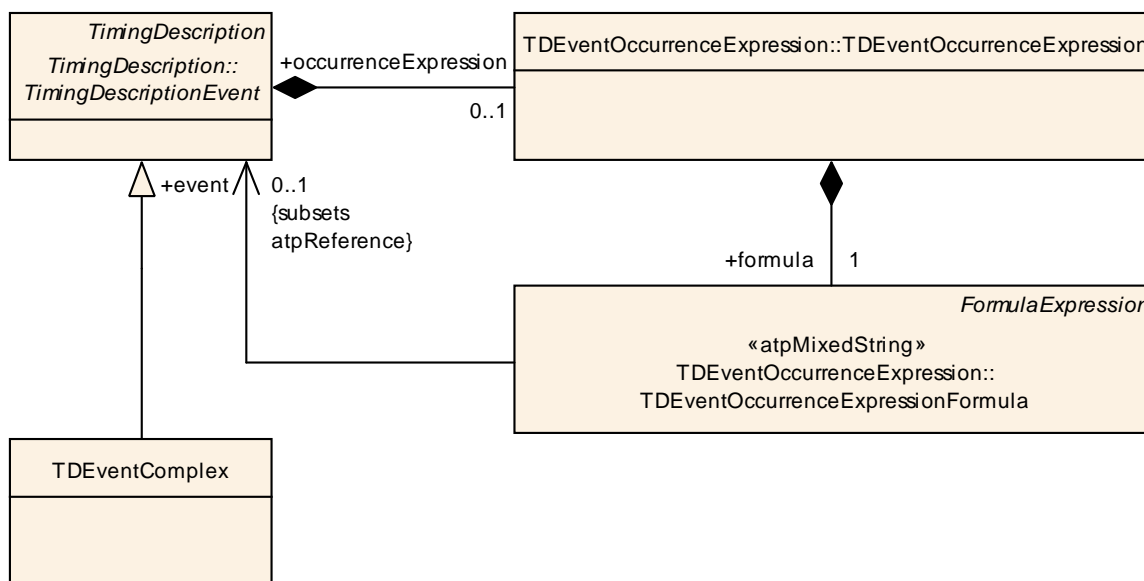 TimingDescription
TimingDescription::
TimingDescriptionEvent
+occurrenceExpression
0..1
TDEventOccurrenceExpression::TDEventOccurrenceExpression
+event
0..1
{subsets
atpReference}
+formula
1
FormulaExpression
«atpMixedString»
TDEventOccurrenceExpression::
TDEventOccurrenceExpressionFormula
TDEventComplex